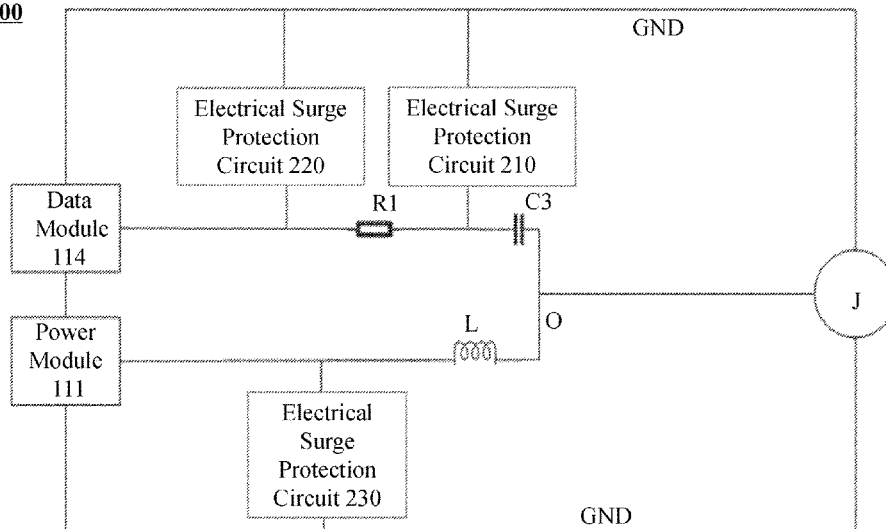 00
GND
Electrical Surge
Protection
Circuit 220
Electrical Surge
Protection
Circuit 210
R1
C3
Data
Module
114
J
L
O
Power
Module
111
Electrical
Surge
Protection
Circuit 230
GND